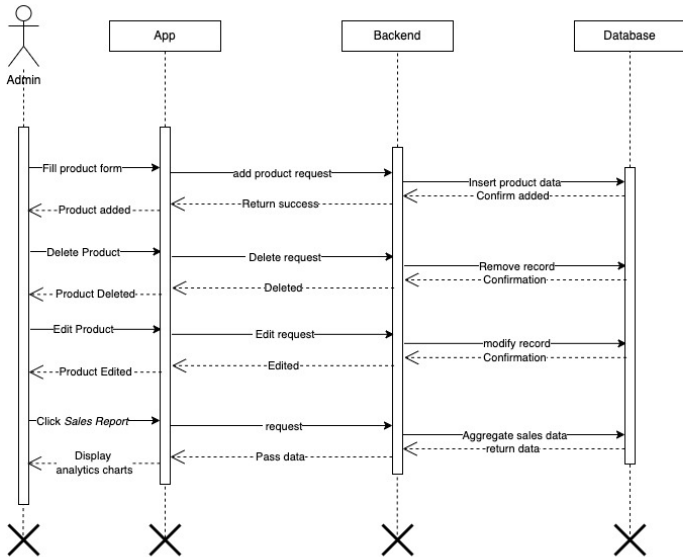 App
Backend
Database
Admin
Fill product form
add product request
Insert product data
Confirm added
Return success
Product added
Delete Product
Delete request
Remove record
Confirmation
Deleted
Product Deleted
Edit Product
Edit request
modify record
Confirmation
Edited
Product Edited
Click Sales Report
request
Aggregate sales data
return data
Pass data
Display
analytics charts